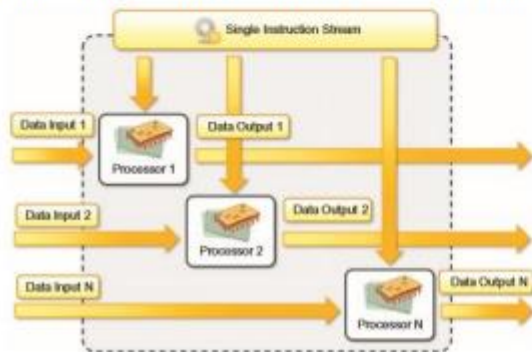 Single Instruction Stream
Data Input 1
Data Output 1
Processor 1
Data Input 2
Data Output 2
Processor 2
Data Input N
Data Output N
Processor N